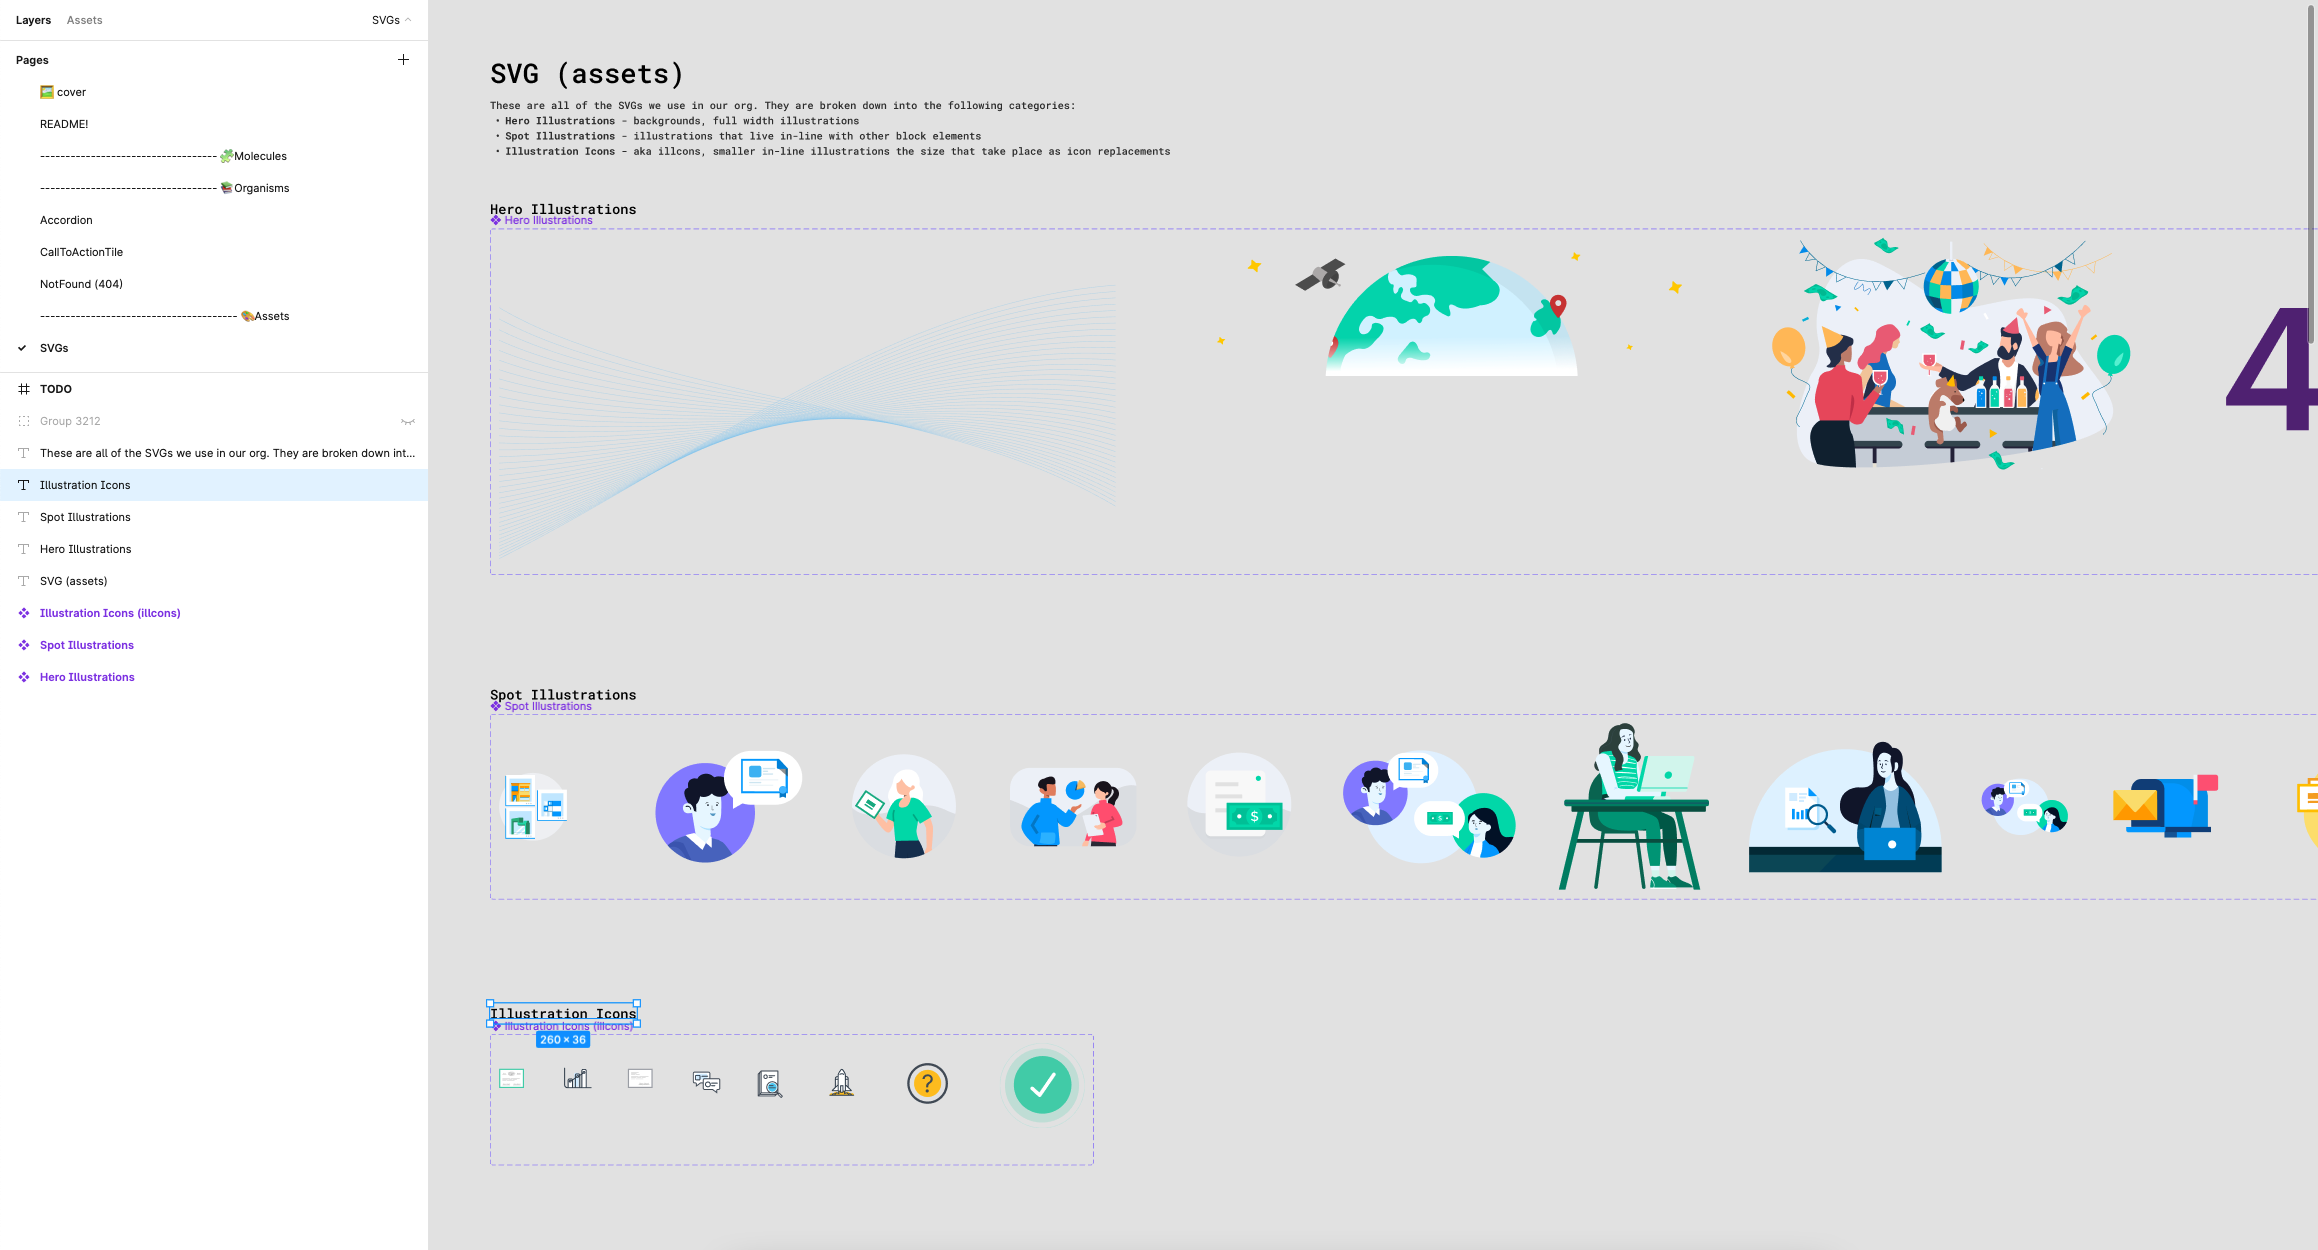 Layers Assets SVGs
Pages
cover
README!
----------------------------------- Molecules
----------------------------------- Organisms
Accordion
CallToActionTile
NotFound (404)
--------------------------------------- Assets
SVGs
TODO
Group 3212
These are all of the SVGs we use in our org. They are broken down int...
Illustration Icons
Spot Illustrations
Hero Illustrations
SVG (assets)
Illustration Icons (illcons)
Spot Illustrations
Hero Illustrations
SVG (assets)
These are all of the SVGs we use in our org. They are broken down into the following categories:
• Hero Illustrations - backgrounds, full width illustrations
• Spot Illustrations - illustrations that live in-line with other block elements
• Illustration Icons - aka illcons, smaller in-line illustrations the size that take place as icon replacements
Hero Illustrations
Hero Illustrations
4
Spot Illustrations
Spot Illustrations
$
$
Illustration Icons
Illustration Icons (illcons)
260 × 36
?